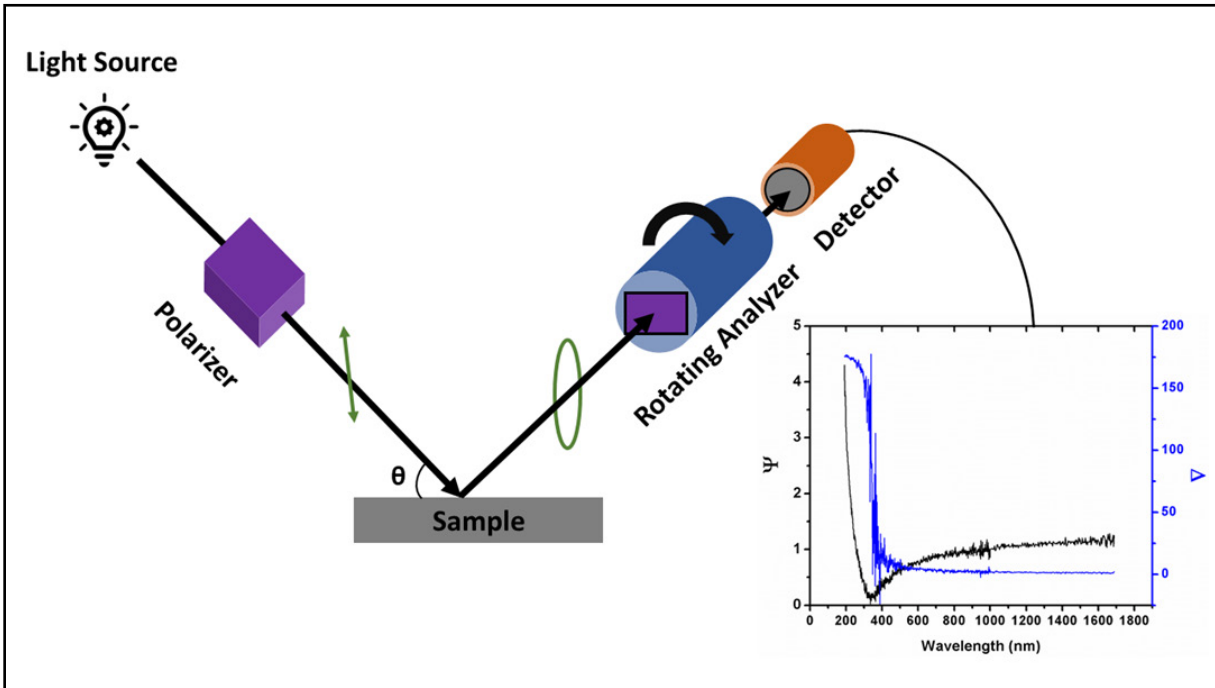 Light Source
Polarizer
θ
Sample
Rotating Analyzer
Detector
5
4
3
2
1
0
Ψ
200
150
100
50
0
∇
0 200 400 600 800 1000 1200 1400 1600 1800
Wavelength (nm)